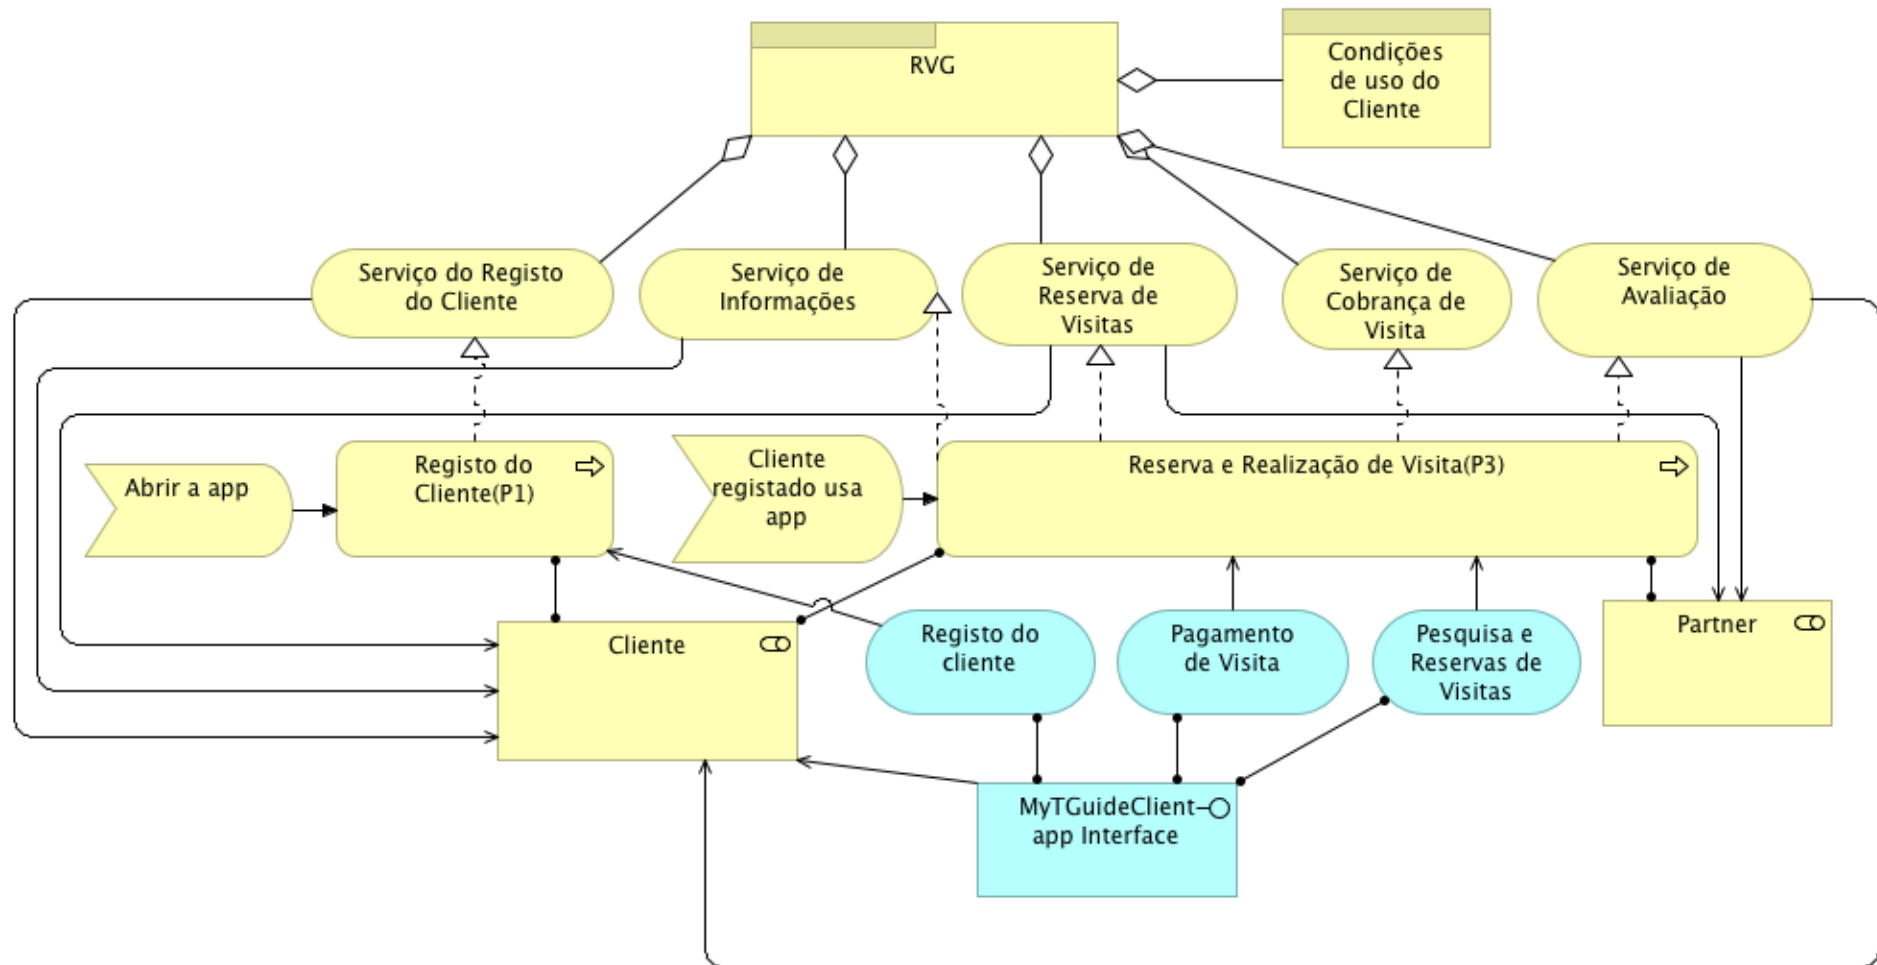 RVG
Condições
de uso do
Cliente
Serviço do Registo
do Cliente
Serviço de
Informações
Serviço de
Reserva de
Visitas
Serviço de
Cobrança de
Visita
Serviço de
Avaliação
Abrir a app
Registo do
Cliente(P1)
Cliente
registado usa
app
Reserva e Realização de Visita(P3)
Cliente
Registo do
cliente
Pagamento
de Visita
Pesquisa e
Reservas de
Visitas
Partner
MyTGuideClient
app Interface